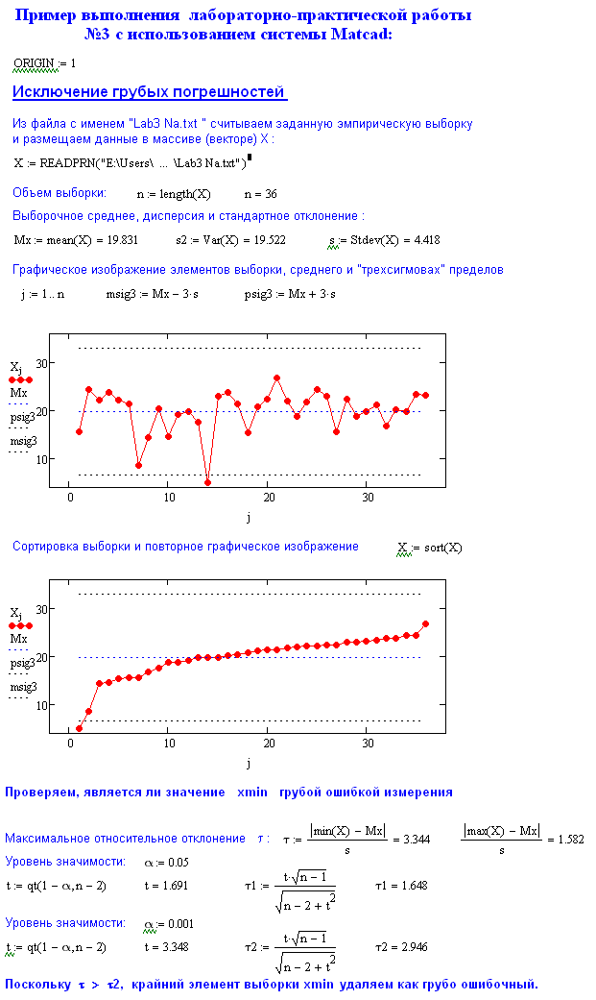 Пример выполнения лабораторно-практической работы
№3 с использованием системы Matcad:
ORIGIN := 1
Исключение грубых погрешностей
Из файла с именем "Lab3 Na.txt " считываем заданную эмпирическую выборку
и размещаем данные в массиве (векторе) X :
X := READPRN("E:\Users\ ... \Lab3 Na.txt")
Объем выборки: n := length(X) n = 36
Выборочное среднее, дисперсия и стандартное отклонение :
Mx := mean(X) = 19.831 s2 := Var(X) = 19.522 s := Stdev(X) = 4.418
Графическое изображение элементов выборки, среднего и "трехсигмовах" пределов
j := 1.. n msig3 := Mx − 3·s psig3 := Mx + 3·s
Xj
Mx
psig3
msig3
30
20
10
0 10 20 30
j
Сортировка выборки и повторное графическое изображение X := sort(X)
Xj
Mx
psig3
msig3
30
20
10
0 10 20 30
j
Проверяем, является ли значение xmin грубой ошибкой измерения
Максимальное относительное отклонение τ : τ := |min(X) − Mx| / s = 3.344 |max(X) − Mx| / s = 1.582
Уровень значимости: α := 0.05
t := qt(1 − α, n − 2) t = 1.691 τ1 := t·√(n − 1) / √(n − 2 + t²) τ1 = 1.648
Уровень значимости: α := 0.001
t := qt(1 − α, n − 2) t = 3.348 τ2 := t·√(n − 1) / √(n − 2 + t²) τ2 = 2.946
Поскольку τ > τ2, крайний элемент выборки xmin удаляем как грубо ошибочный.